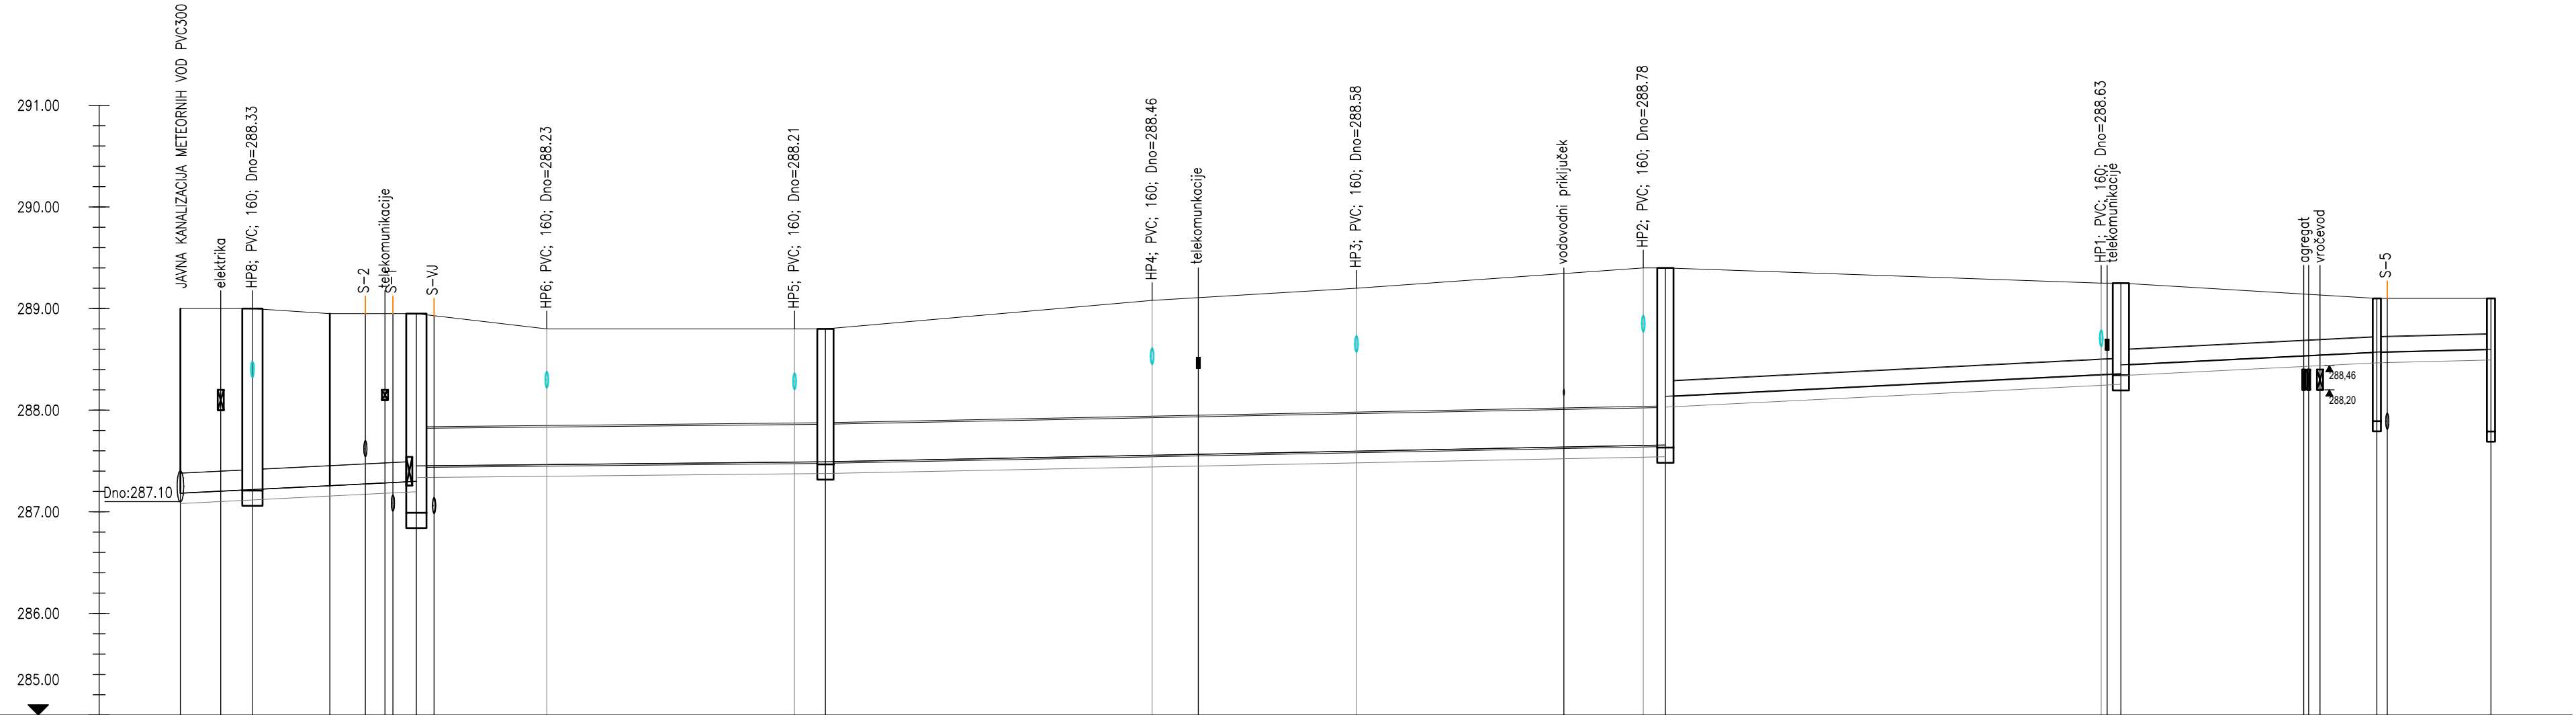 JAVNA KANALIZACIJA METEORNIH VOD PVC300
elektrika
HP8; PVC; 160; Dno=288.33
S-2
telekomunikacije
S-1
S-VJ
HP6; PVC; 160; Dno=288.23
HP5; PVC; 160; Dno=288.21
HP4; PVC; 160; Dno=288.46
telekomunkacije
HP3; PVC; 160; Dno=288.58
vodovodni priključek
HP2; PVC; 160; Dno=288.78
HP1; PVC; 160; Dno=288.63
telekomunikacije
agregat
vročevod
S-5
291.00
290.00
289.00
288.00
287.00
286.00
285.00
Dno:287.10
288,46
288,20